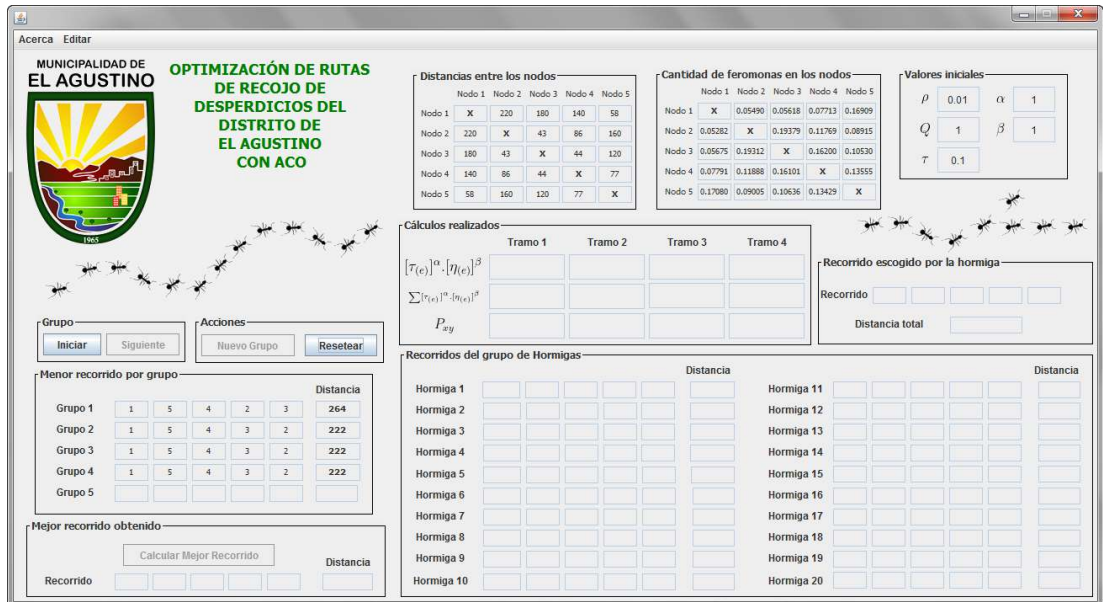 Acerca Editar
MUNICIPALIDAD DE
EL AGUSTINO
1965
OPTIMIZACIÓN DE RUTAS
DE RECOJO DE
DESPERDICIOS DEL
DISTRITO DE
EL AGUSTINO
CON ACO
Distancias entre los nodos
Nodo 1 Nodo 2 Nodo 3 Nodo 4 Nodo 5
Nodo 1 X 220 180 140 58
Nodo 2 220 X 43 86 160
Nodo 3 180 43 X 44 120
Nodo 4 140 86 44 X 77
Nodo 5 58 160 120 77 X
Cantidad de feromonas en los nodos
Nodo 1 Nodo 2 Nodo 3 Nodo 4 Nodo 5
Nodo 1 X 0.05490 0.05618 0.07713 0.16909
Nodo 2 0.05282 X 0.19379 0.11769 0.08915
Nodo 3 0.05675 0.19312 X 0.16200 0.10530
Nodo 4 0.07791 0.11888 0.16101 X 0.13555
Nodo 5 0.17080 0.09005 0.10636 0.13429 X
Valores iniciales
ρ 0.01 α 1
Q 1 β 1
τ 0.1
Cálculos realizados
Tramo 1 Tramo 2 Tramo 3 Tramo 4
[τ(e)]^α.[η(e)]^β
∑[τ(e)]^α.[η(e)]^β
P_xy
Recorrido escogido por la hormiga
Recorrido
Distancia total
Grupo
Iniciar Siguiente
Acciones
Nuevo Grupo Resetear
Menor recorrido por grupo
Distancia
Grupo 1 1 5 4 2 3 264
Grupo 2 1 5 4 3 2 222
Grupo 3 1 5 4 3 2 222
Grupo 4 1 5 4 3 2 222
Grupo 5
Mejor recorrido obtenido
Calcular Mejor Recorrido
Distancia
Recorrido
Recorridos del grupo de Hormigas
Distancia Distancia
Hormiga 1 Hormiga 11
Hormiga 2 Hormiga 12
Hormiga 3 Hormiga 13
Hormiga 4 Hormiga 14
Hormiga 5 Hormiga 15
Hormiga 6 Hormiga 16
Hormiga 7 Hormiga 17
Hormiga 8 Hormiga 18
Hormiga 9 Hormiga 19
Hormiga 10 Hormiga 20